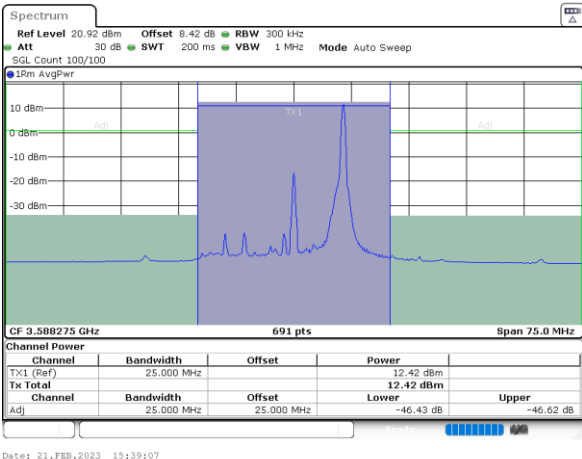 Spectrum
Ref Level 20.92 dBm Offset 8.42 dB RBW 300 kHz
Att 30 dB SWT 200 ms VBW 1 MHz Mode Auto Sweep
SGL Count 100/100
1Rm AvgPwr
TX1
10 dBm
Adj Adj
0 dBm
-10 dBm
-20 dBm
-30 dBm
CF 3.588275 GHz 691 pts Span 75.0 MHz
Channel Power
Channel Bandwidth Offset Power
TX1 (Ref) 25.000 MHz 12.42 dBm
Tx Total 12.42 dBm
Channel Bandwidth Offset Lower Upper
Adj 25.000 MHz 25.000 MHz -46.43 dB -46.62 dB
Ready
Date: 21.FEB.2023 15:39:07